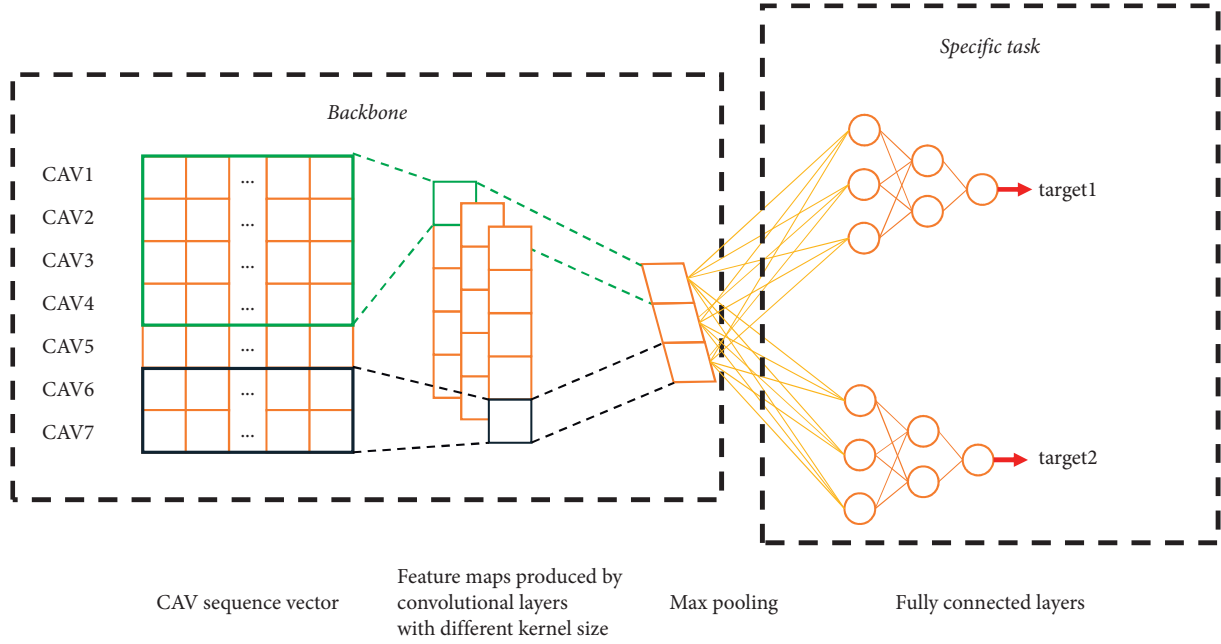 Specific task
Backbone
CAV1
...
CAV2
...
CAV3
...
CAV4
...
CAV5
...
CAV6
...
CAV7
...
target1
target2
CAV sequence vector
Feature maps produced by
convolutional layers
with different kernel size
Max pooling
Fully connected layers